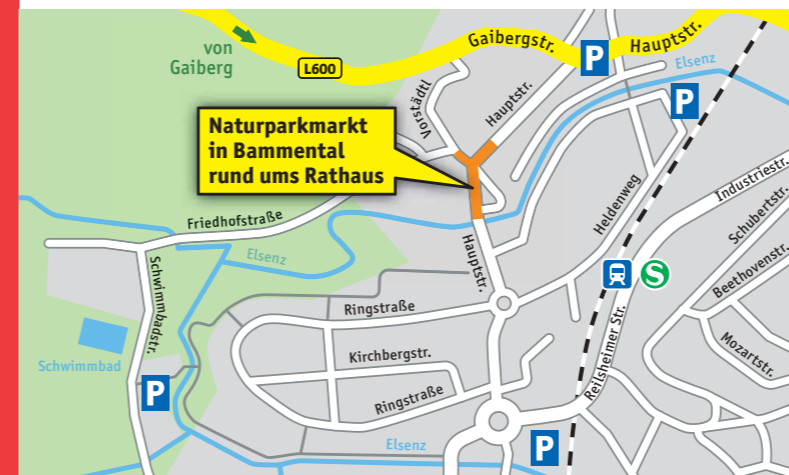 von
Gaiberg
L600
Gaibergstr.
P
Hauptstr.
Elsenz
P
Vorstädtl
Hauptstr.
Naturparkmarkt
in Bammental
rund ums Rathaus
Industriestr.
Schubertstr.
Friedhofstraße
Heldenweg
Elsenz
Hauptstr.
Beethovenstr.
S
Schwimmbadstr.
Ringstraße
Reilsheimer Str.
Mozartstr.
Kirchbergstr.
Schwimmbad
P
Ringstraße
Elsenz
P